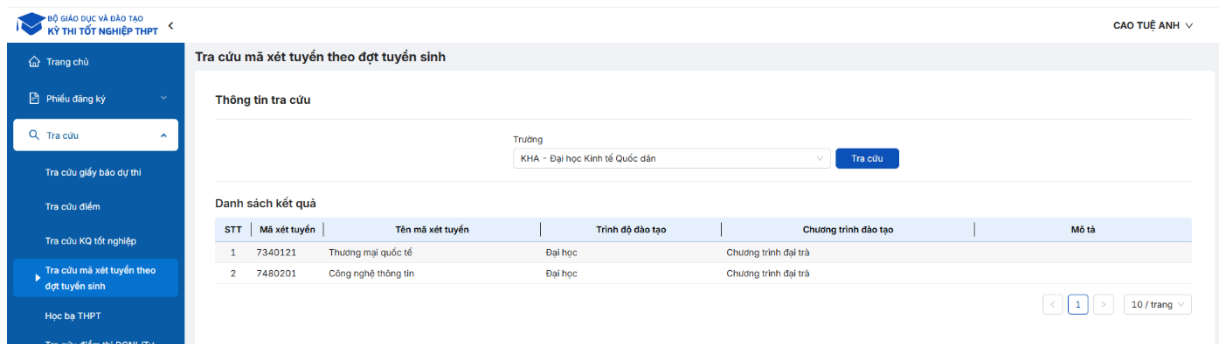 BỘ GIÁO DỤC VÀ ĐÀO TẠO
KỲ THI TỐT NGHIỆP THPT
CAO TUỆ ANH
Trang chủ
Phiếu đăng ký
Tra cứu
Tra cứu giấy báo dự thi
Tra cứu điểm
Tra cứu KQ tốt nghiệp
Tra cứu mã xét tuyển theo
đợt tuyển sinh
Học bạ THPT
Tra cứu mã xét tuyển theo đợt tuyển sinh
Thông tin tra cứu
Trường
KHA - Đại học Kinh tế Quốc dân
Tra cứu
Danh sách kết quả
STT Mã xét tuyển Tên mã xét tuyển Trình độ đào tạo Chương trình đào tạo Mô tả
1 7340121 Thương mại quốc tế Đại học Chương trình đại trà
2 7480201 Công nghệ thông tin Đại học Chương trình đại trà
< 1 > 10 / trang